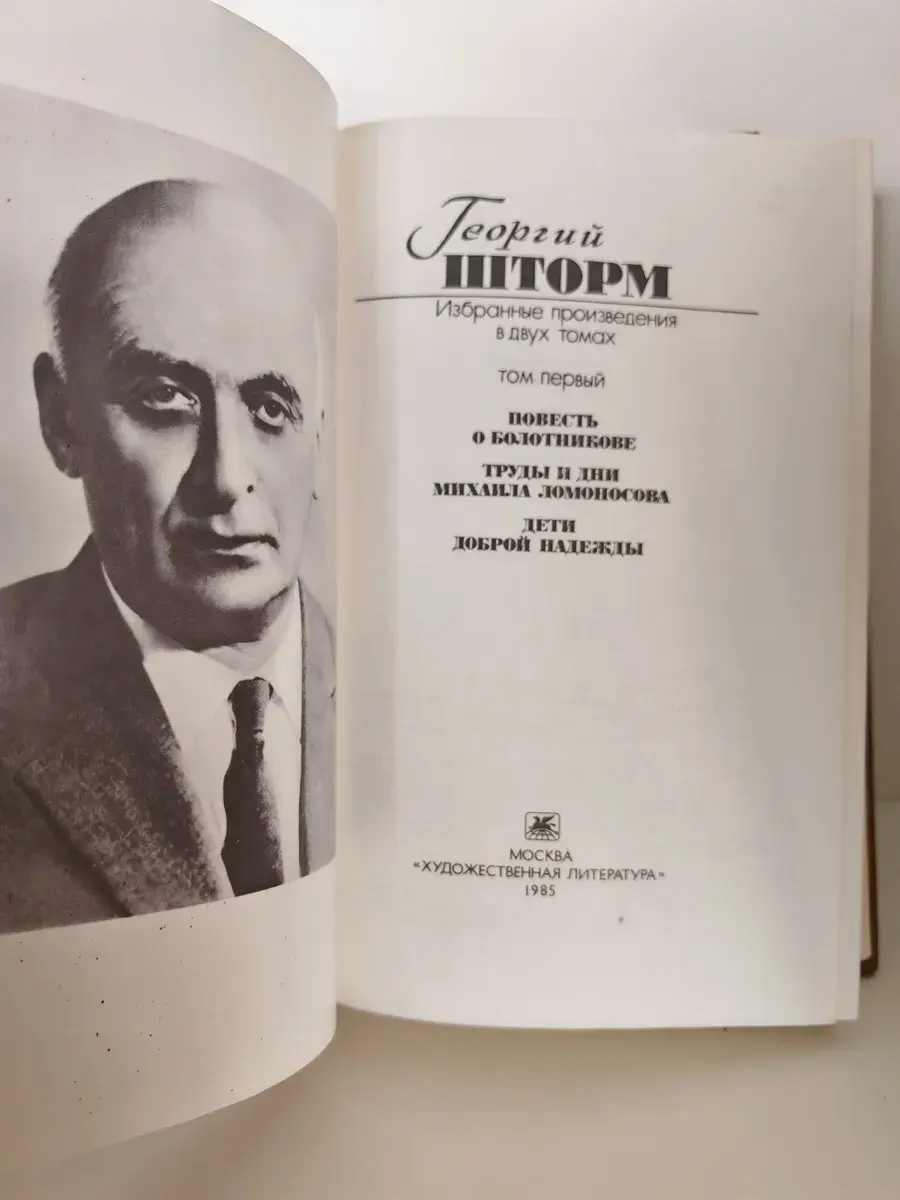 Георгий
ШТОРМ
Избранные произведения
в двух томах
том первый
ПОВЕСТЬ
О БОЛОТНИКОВЕ
ТРУДЫ И ДНИ
МИХАИЛА ЛОМОНОСОВА
ДЕТИ
ДОБРОЙ НАДЕЖДЫ
МОСКВА
«ХУДОЖЕСТВЕННАЯ ЛИТЕРАТУРА»
1985